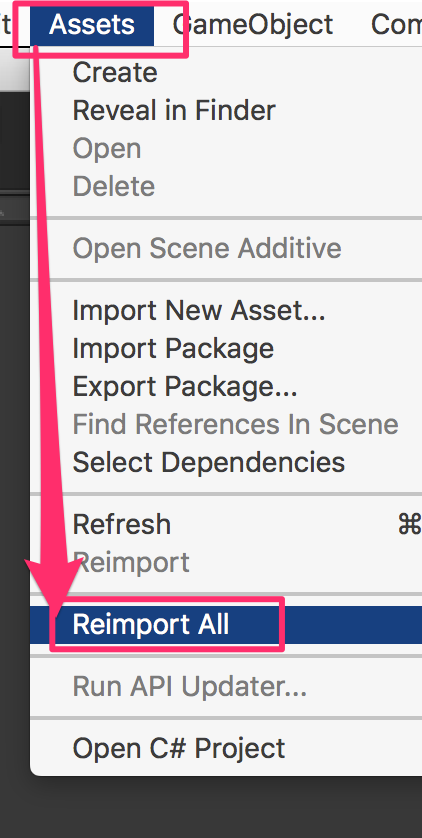 t Assets GameObject Com
Create
Reveal in Finder
Open
Delete
Open Scene Additive
Import New Asset...
Import Package
Export Package...
Find References In Scene
Select Dependencies
Refresh ⌘
Reimport
Reimport All
Run API Updater...
Open C# Project